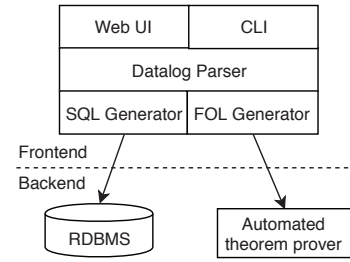 Web UI
CLI
Datalog Parser
SQL Generator
FOL Generator
Frontend
Backend
RDBMS
Automated
theorem prover